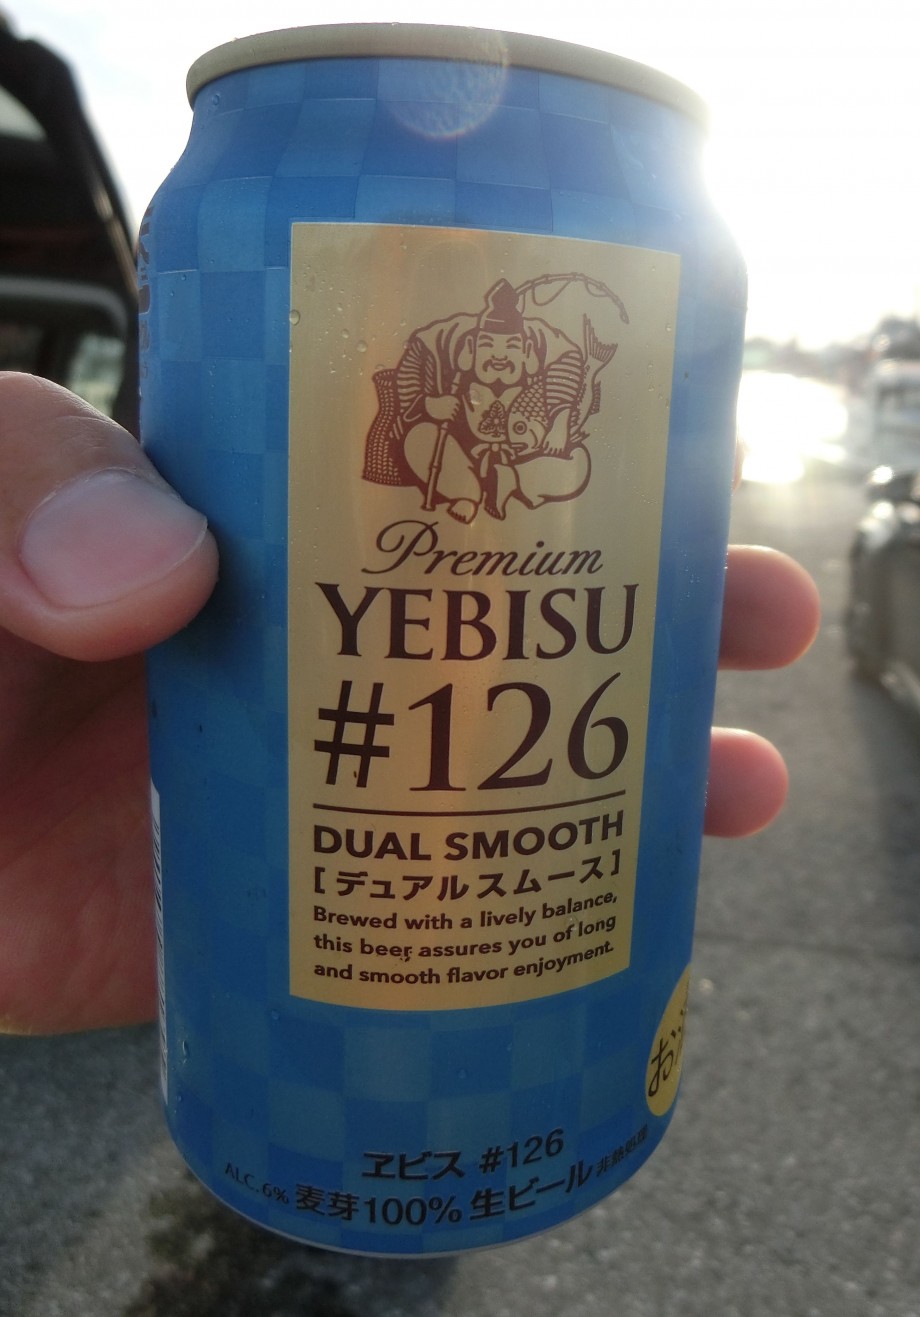 Premium
YEBISU
#126
DUAL SMOOTH
[デュアルスムース]
Brewed with a lively balance,
this beer assures you of long
and smooth flavor enjoyment.
お
ヱビス #126
ALC.6% 麦芽100% 生ビール 非熱処理